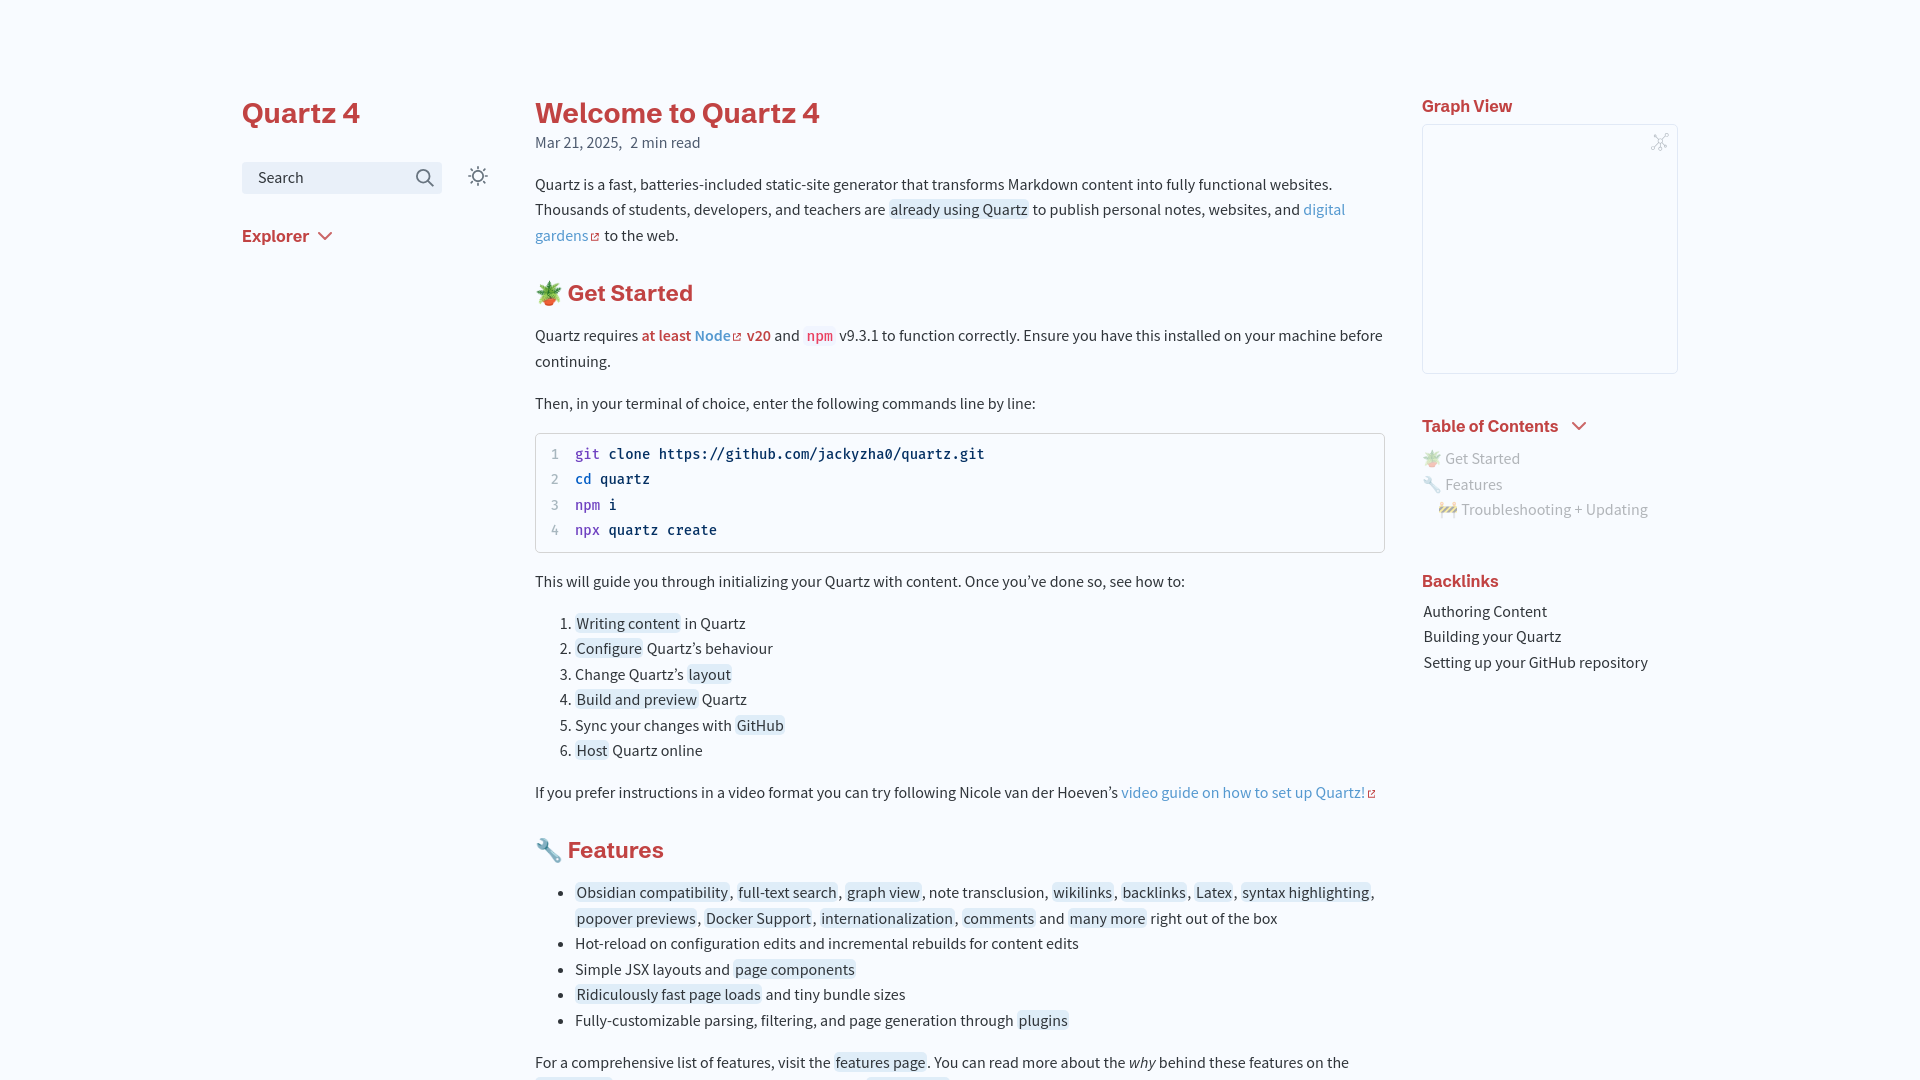 Quartz 4
Search
Explorer
Welcome to Quartz 4
Mar 21, 2025, 2 min read
Quartz is a fast, batteries-included static-site generator that transforms Markdown content into fully functional websites.
Thousands of students, developers, and teachers are already using Quartz to publish personal notes, websites, and digital
gardens to the web.
🪴 Get Started
Quartz requires at least Node v20 and npm v9.3.1 to function correctly. Ensure you have this installed on your machine before
continuing.
Then, in your terminal of choice, enter the following commands line by line:
1 git clone https://github.com/jackyzha0/quartz.git
2 cd quartz
3 npm i
4 npx quartz create
This will guide you through initializing your Quartz with content. Once you’ve done so, see how to:
1. Writing content in Quartz
2. Configure Quartz’s behaviour
3. Change Quartz’s layout
4. Build and preview Quartz
5. Sync your changes with GitHub
6. Host Quartz online
If you prefer instructions in a video format you can try following Nicole van der Hoeven’s video guide on how to set up Quartz!
🔧 Features
• Obsidian compatibility, full-text search, graph view, note transclusion, wikilinks, backlinks, Latex, syntax highlighting,
popover previews, Docker Support, internationalization, comments and many more right out of the box
• Hot-reload on configuration edits and incremental rebuilds for content edits
• Simple JSX layouts and page components
• Ridiculously fast page loads and tiny bundle sizes
• Fully-customizable parsing, filtering, and page generation through plugins
For a comprehensive list of features, visit the features page. You can read more about the why behind these features on the
Graph View
Table of Contents
🪴 Get Started
🔧 Features
🚧 Troubleshooting + Updating
Backlinks
Authoring Content
Building your Quartz
Setting up your GitHub repository